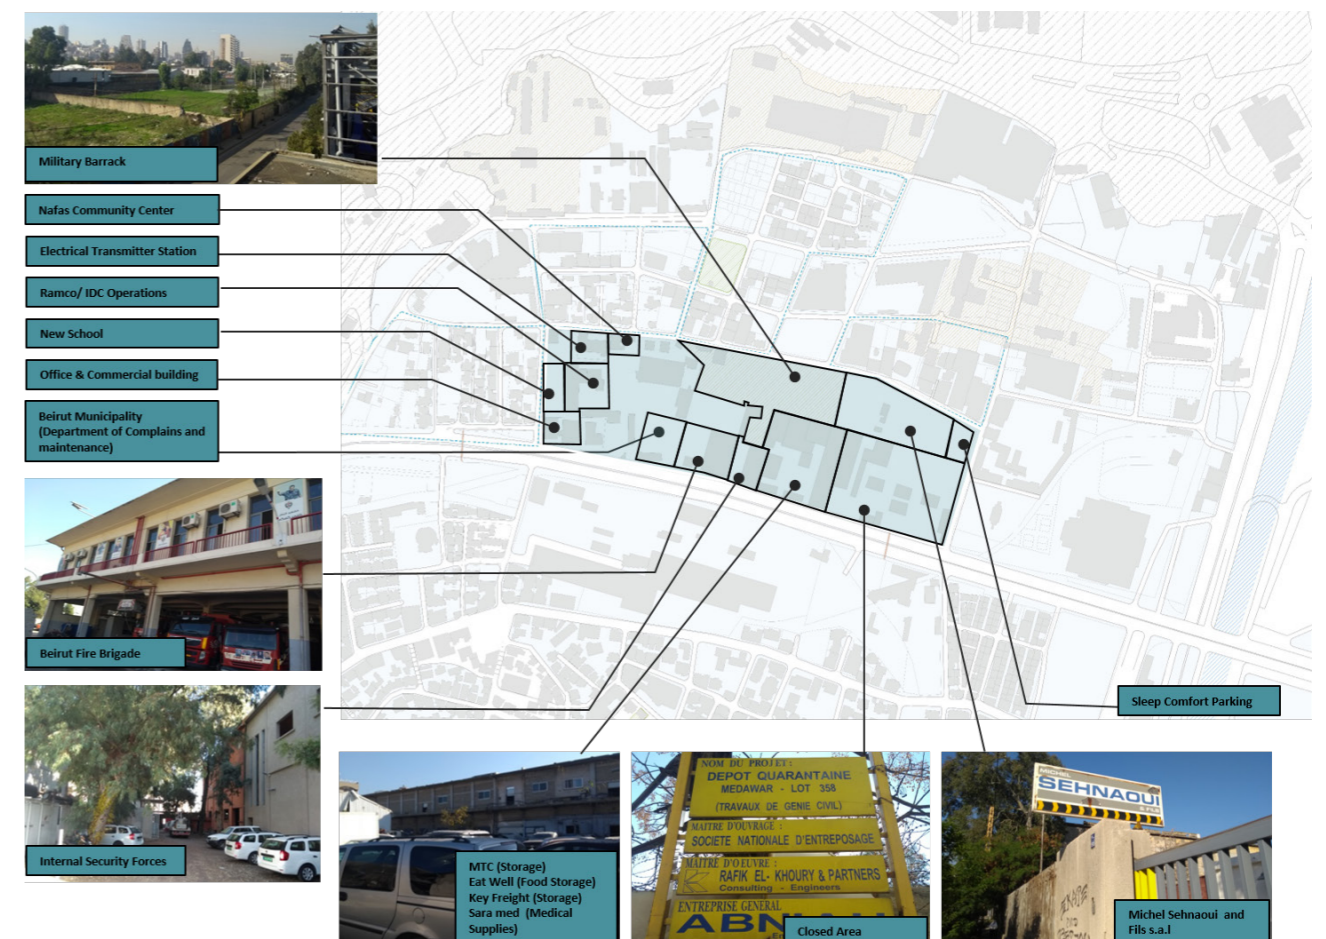 Military Barrack
Nafas Community Center
Electrical Transmitter Station
Ramco/ IDC Operations
New School
Office & Commercial building
Beirut Municipality
(Department of Complains and
maintenance)
Beirut Fire Brigade
Internal Security Forces
Sleep Comfort Parking
MTC (Storage)
Eat Well (Food Storage)
Key Freight (Storage)
Sara med (Medical
Supplies)
NOM DU PROJET :
DEPOT QUARANTAINE
MEDAWAR - LOT 358
(TRAVAUX DE GENIE CIVIL)
MAITRE D'OUVRAGE :
SOCIETE NATIONALE D'ENTREPOSAGE
MAITRE D'OEUVRE :
RAFIK EL- KHOURY & PARTNERS
Consulting - Engineers
ENTREPRISE GENERAL
Closed Area
MICHEL
SEHNAOUI
& FILS
Michel Sehnaoui and
Fils s.a.l